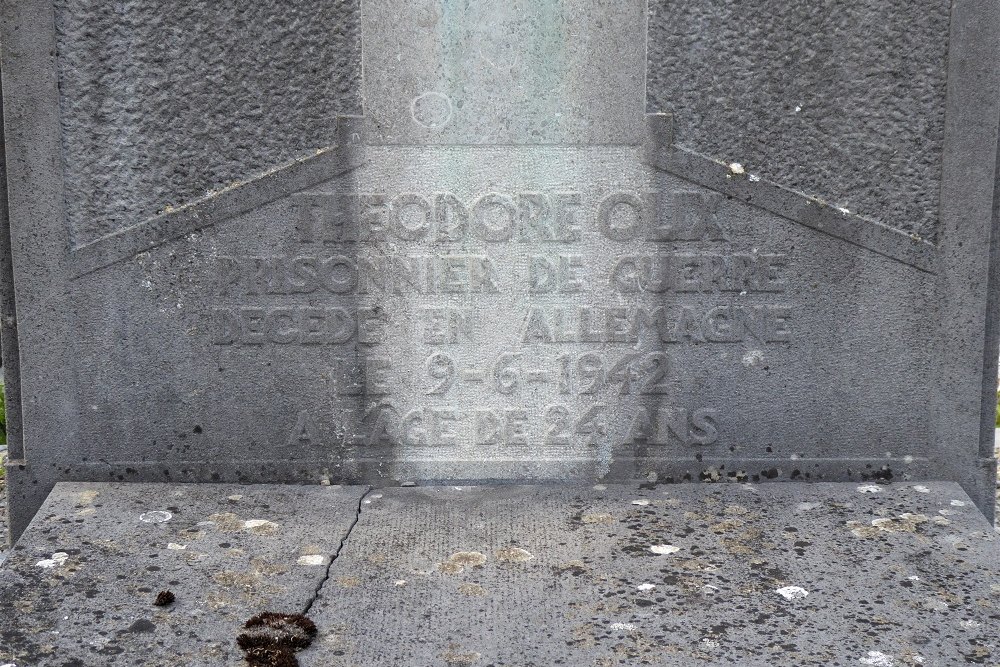 THEODORE OLIX
PRISONNIER DE GUERRE
DECEDE EN ALLEMAGNE
LE 9-6-1942
A L'AGE DE 24 ANS